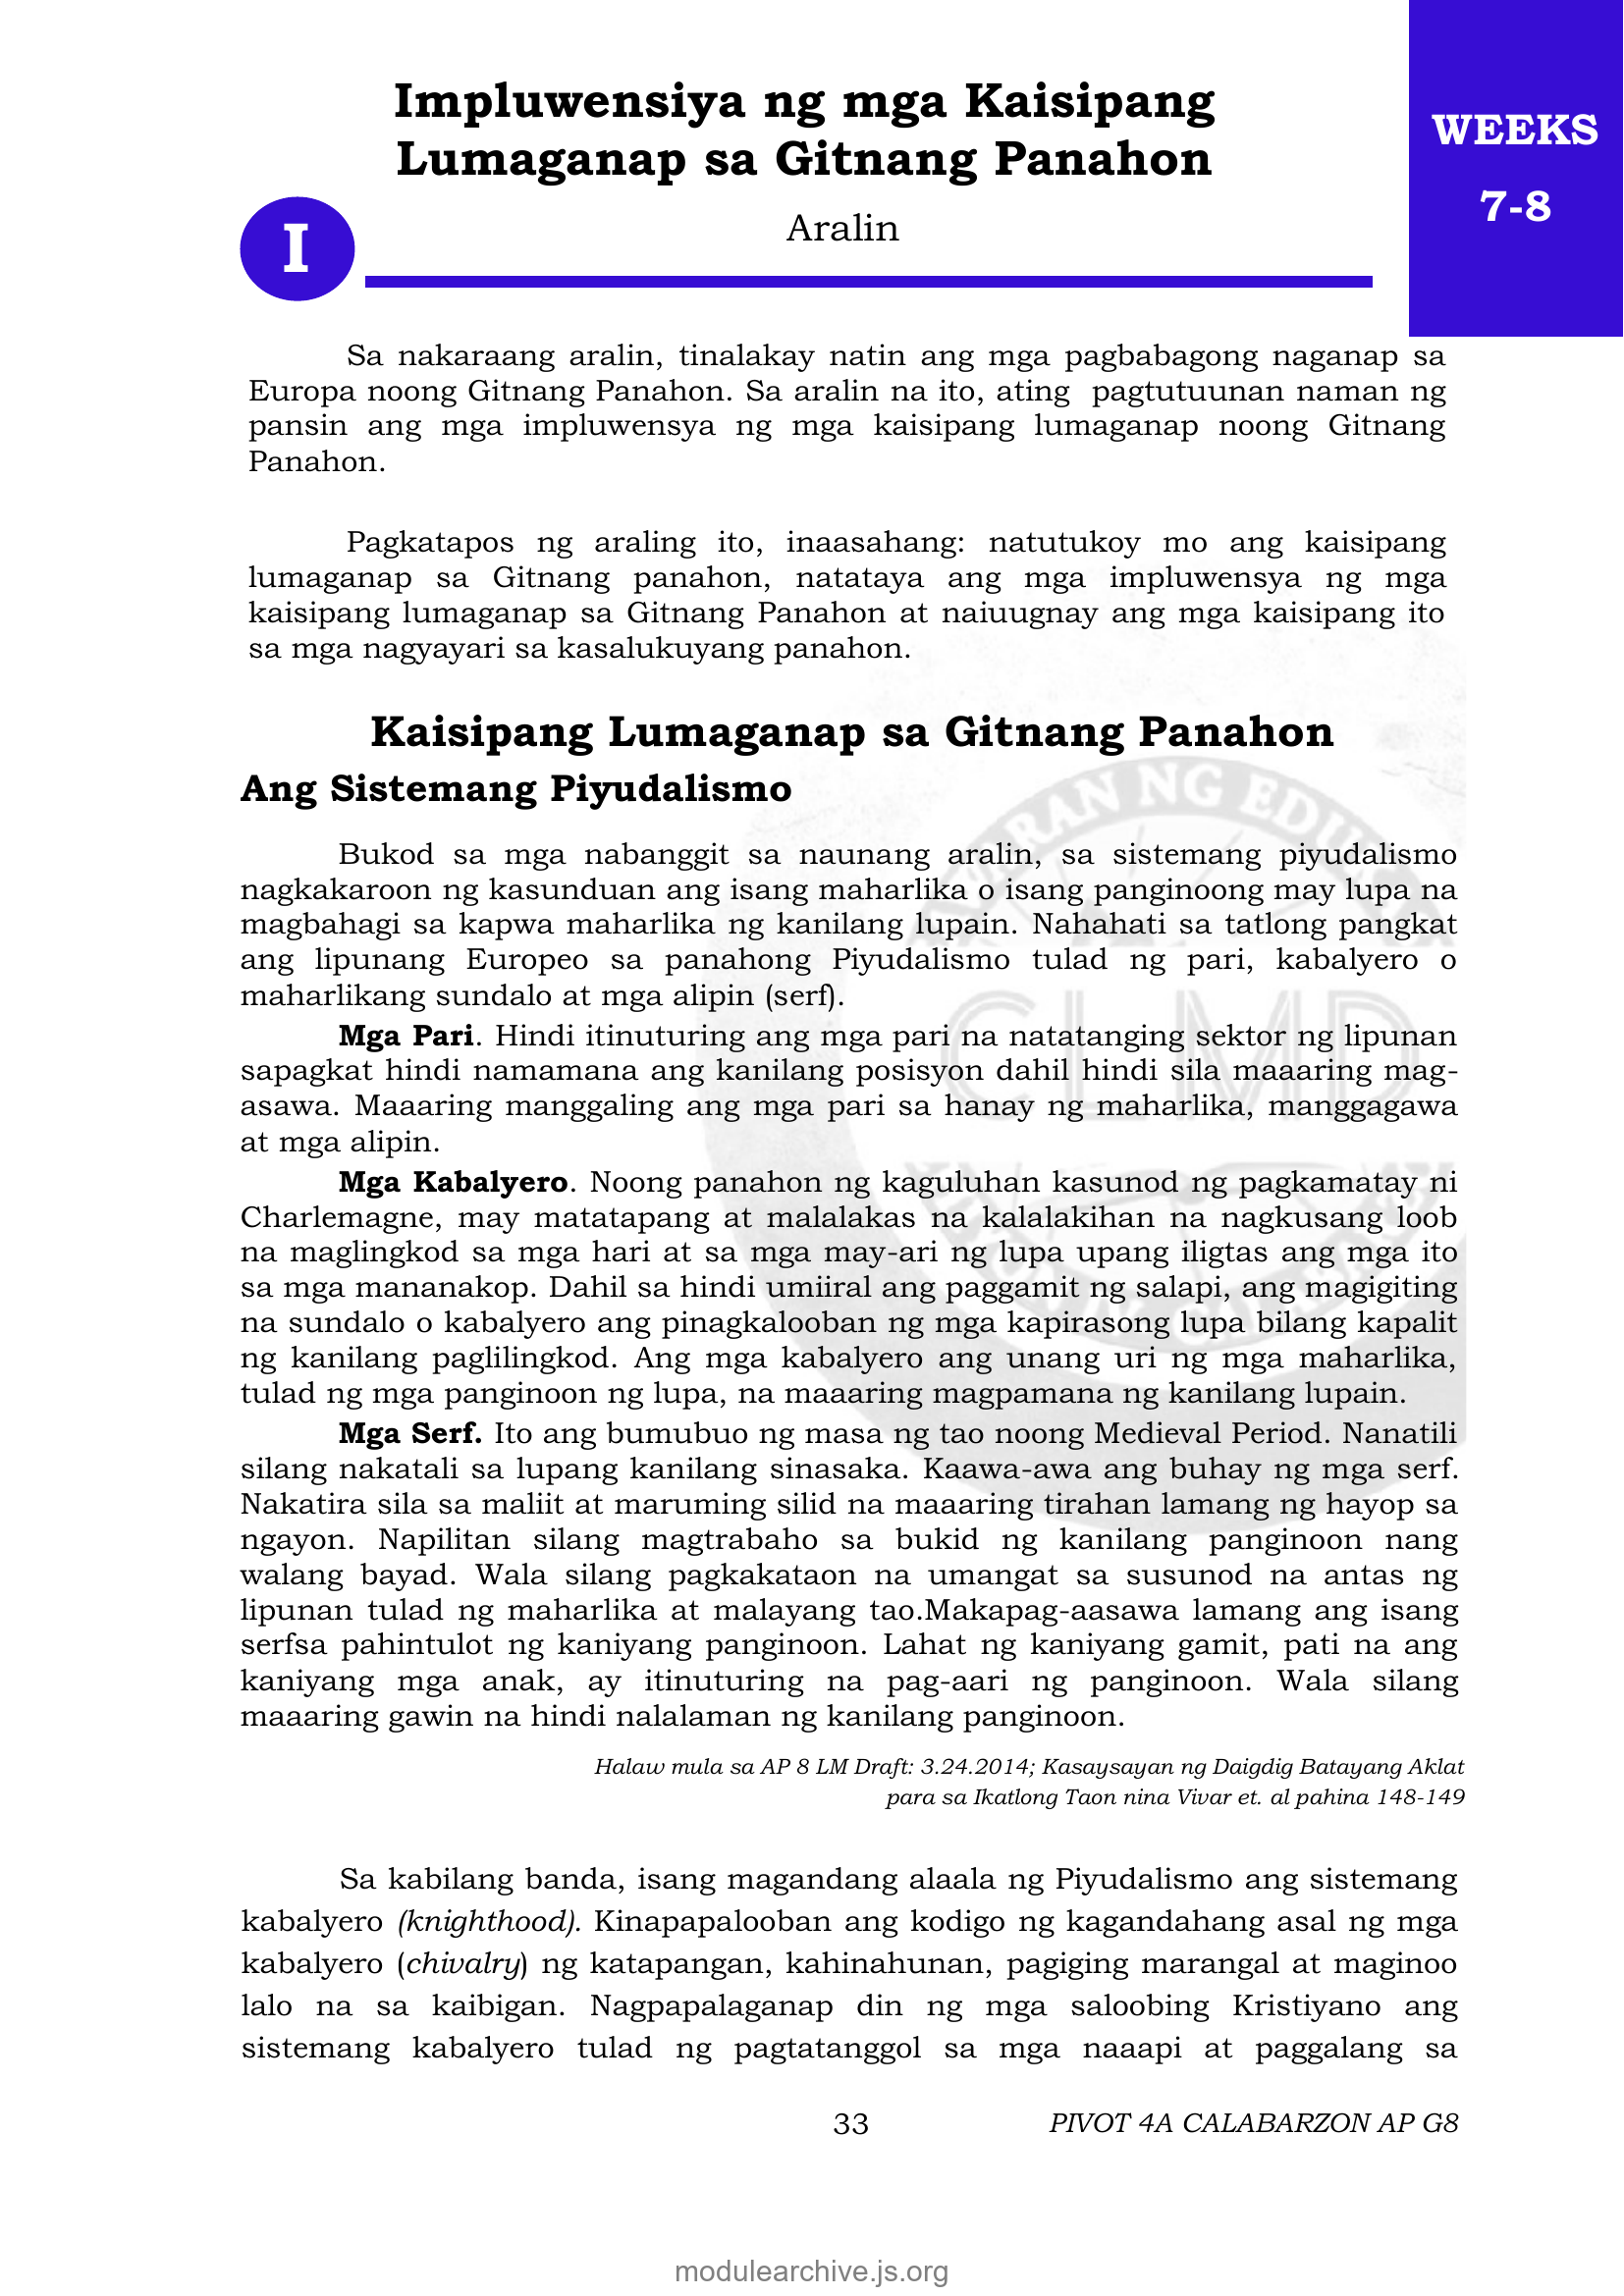 Impluwensiya ng mga Kaisipang
Lumaganap sa Gitnang Panahon
WEEKS
7-8
I
Aralin
Sa nakaraang aralin, tinalakay natin ang mga pagbabagong naganap sa
Europa noong Gitnang Panahon. Sa aralin na ito, ating pagtutuunan naman ng
pansin ang mga impluwensya ng mga kaisipang lumaganap noong Gitnang
Panahon.
Pagkatapos ng araling ito, inaasahang: natutukoy mo ang kaisipang
lumaganap sa Gitnang panahon, natataya ang mga impluwensya ng mga
kaisipang lumaganap sa Gitnang Panahon at naiuugnay ang mga kaisipang ito
sa mga nagyayari sa kasalukuyang panahon.
Kaisipang Lumaganap sa Gitnang Panahon
Ang Sistemang Piyudalismo
Bukod sa mga nabanggit sa naunang aralin, sa sistemang piyudalismo
nagkakaroon ng kasunduan ang isang maharlika o isang panginoong may lupa na
magbahagi sa kapwa maharlika ng kanilang lupain. Nahahati sa tatlong pangkat
ang lipunang Europeo sa panahong Piyudalismo tulad ng pari, kabalyero o
maharlikang sundalo at mga alipin (serf).
Mga Pari. Hindi itinuturing ang mga pari na natatanging sektor ng lipunan
sapagkat hindi namamana ang kanilang posisyon dahil hindi sila maaaring mag-
asawa. Maaaring manggaling ang mga pari sa hanay ng maharlika, manggagawa
at mga alipin.
Mga Kabalyero. Noong panahon ng kaguluhan kasunod ng pagkamatay ni
Charlemagne, may matatapang at malalakas na kalalakihan na nagkusang loob
na maglingkod sa mga hari at sa mga may-ari ng lupa upang iligtas ang mga ito
sa mga mananakop. Dahil sa hindi umiiral ang paggamit ng salapi, ang magigiting
na sundalo o kabalyero ang pinagkalooban ng mga kapirasong lupa bilang kapalit
ng kanilang paglilingkod. Ang mga kabalyero ang unang uri ng mga maharlika,
tulad ng mga panginoon ng lupa, na maaaring magpamana ng kanilang lupain.
Mga Serf. Ito ang bumubuo ng masa ng tao noong Medieval Period. Nanatili
silang nakatali sa lupang kanilang sinasaka. Kaawa-awa ang buhay ng mga serf.
Nakatira sila sa maliit at maruming silid na maaaring tirahan lamang ng hayop sa
ngayon. Napilitan silang magtrabaho sa bukid ng kanilang panginoon nang
walang bayad. Wala silang pagkakataon na umangat sa susunod na antas ng
lipunan tulad ng maharlika at malayang tao.Makapag-aasawa lamang ang isang
serfsa pahintulot ng kaniyang panginoon. Lahat ng kaniyang gamit, pati na ang
kaniyang mga anak, ay itinuturing na pag-aari ng panginoon. Wala silang
maaaring gawin na hindi nalalaman ng kanilang panginoon.
Halaw mula sa AP 8 LM Draft: 3.24.2014; Kasaysayan ng Daigdig Batayang Aklat
para sa Ikatlong Taon nina Vivar et. al pahina 148-149
Sa kabilang banda, isang magandang alaala ng Piyudalismo ang sistemang
kabalyero (knighthood). Kinapapalooban ang kodigo ng kagandahang asal ng mga
kabalyero (chivalry) ng katapangan, kahinahunan, pagiging marangal at maginoo
lalo na sa kaibigan. Nagpapalaganap din ng mga saloobing Kristiyano ang
sistemang kabalyero tulad ng pagtatanggol sa mga naaapi at paggalang sa
33
PIVOT 4A CALABARZON AP G8
CLMD
modulearchive.js.org